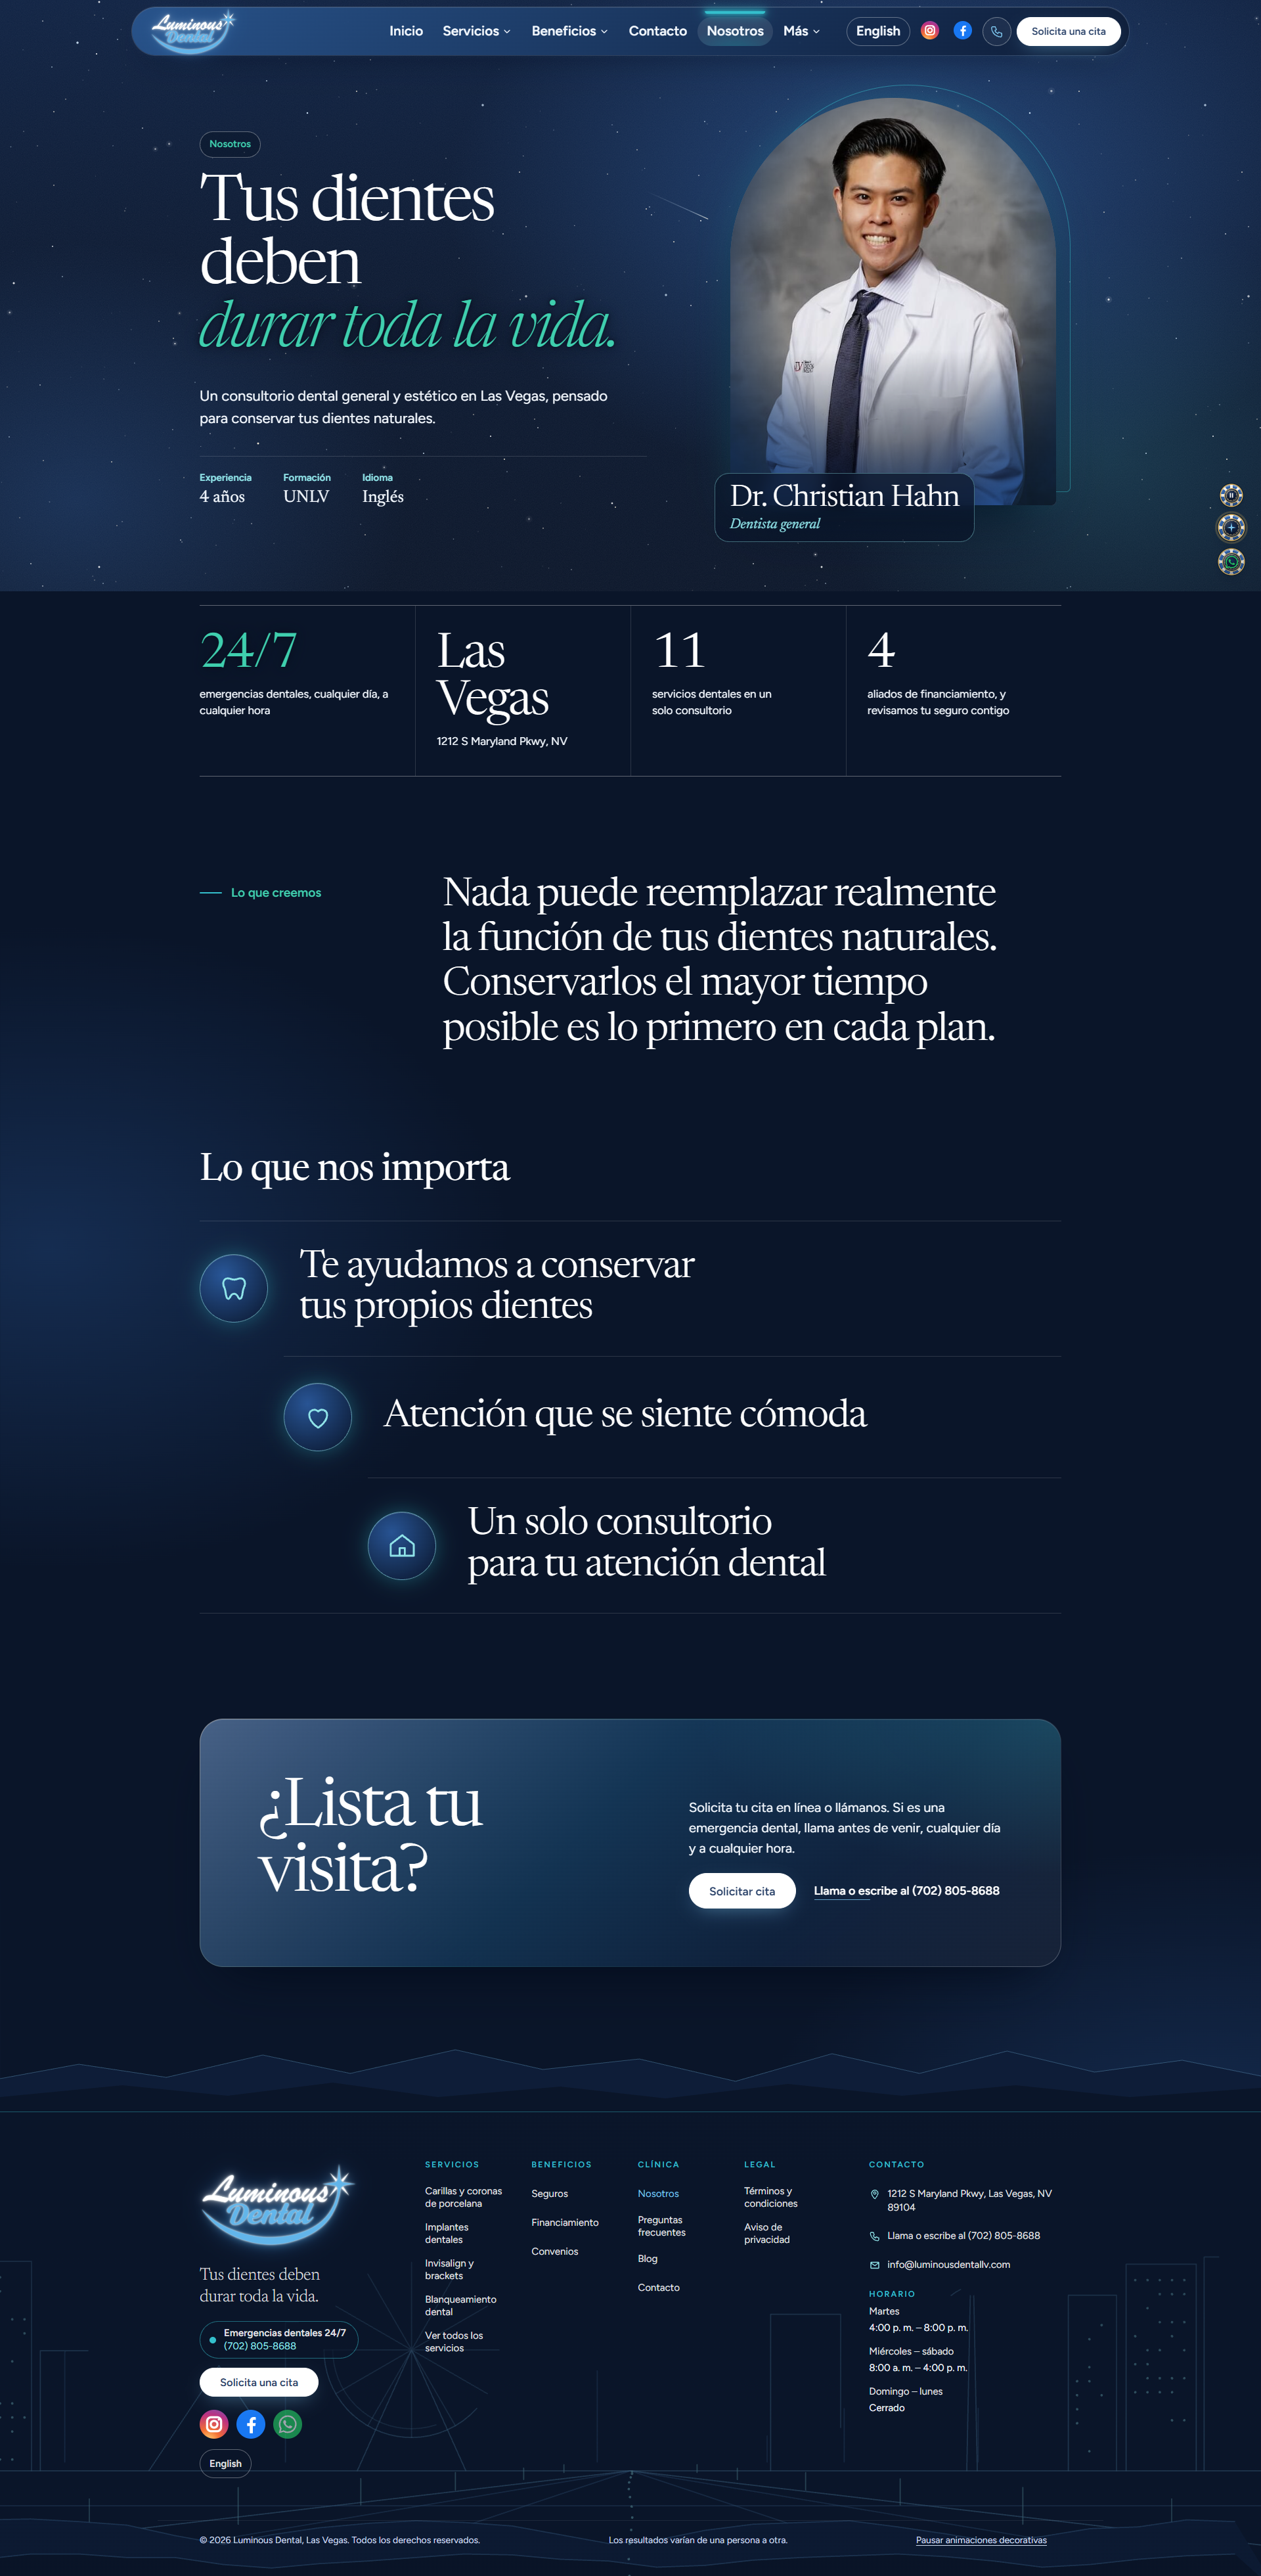 Luminous
Dental
Inicio
Servicios
Beneficios
Contacto
Nosotros
Más
English
Solicita una cita
Nosotros
Tus dientes
deben
durar toda la vida.
Un consultorio dental general y estético en Las Vegas, pensado
para conservar tus dientes naturales.
Experiencia
4 años
Formación
UNLV
Idioma
Inglés
Dr. Christian Hahn
Dentista general
24/7
emergencias dentales, cualquier día, a
cualquier hora
Las
Vegas
1212 S Maryland Pkwy, NV
11
servicios dentales en un
solo consultorio
4
aliados de financiamiento, y
revisamos tu seguro contigo
Lo que creemos
Nada puede reemplazar realmente
la función de tus dientes naturales.
Conservarlos el mayor tiempo
posible es lo primero en cada plan.
Lo que nos importa
Te ayudamos a conservar
tus propios dientes
Atención que se siente cómoda
Un solo consultorio
para tu atención dental
¿Lista tu
visita?
Solicita tu cita en línea o llámanos. Si es una
emergencia dental, llama antes de venir, cualquier día
y a cualquier hora.
Solicitar cita
Llama o escribe al (702) 805-8688
Luminous
Dental
Tus dientes deben
durar toda la vida.
Emergencias dentales 24/7
(702) 805-8688
Solicita una cita
English
SERVICIOS
Carillas y coronas
de porcelana
Implantes
dentales
Invisalign y
brackets
Blanqueamiento
dental
Ver todos los
servicios
BENEFICIOS
Seguros
Financiamiento
Convenios
CLÍNICA
Nosotros
Preguntas
frecuentes
Blog
Contacto
LEGAL
Términos y
condiciones
Aviso de
privacidad
CONTACTO
1212 S Maryland Pkwy, Las Vegas, NV
89104
Llama o escribe al (702) 805-8688
info@luminousdentallv.com
HORARIO
Martes
4:00 p. m. – 8:00 p. m.
Miércoles – sábado
8:00 a. m. – 4:00 p. m.
Domingo – lunes
Cerrado
© 2026 Luminous Dental, Las Vegas. Todos los derechos reservados.
Los resultados varían de una persona a otra.
Pausar animaciones decorativas